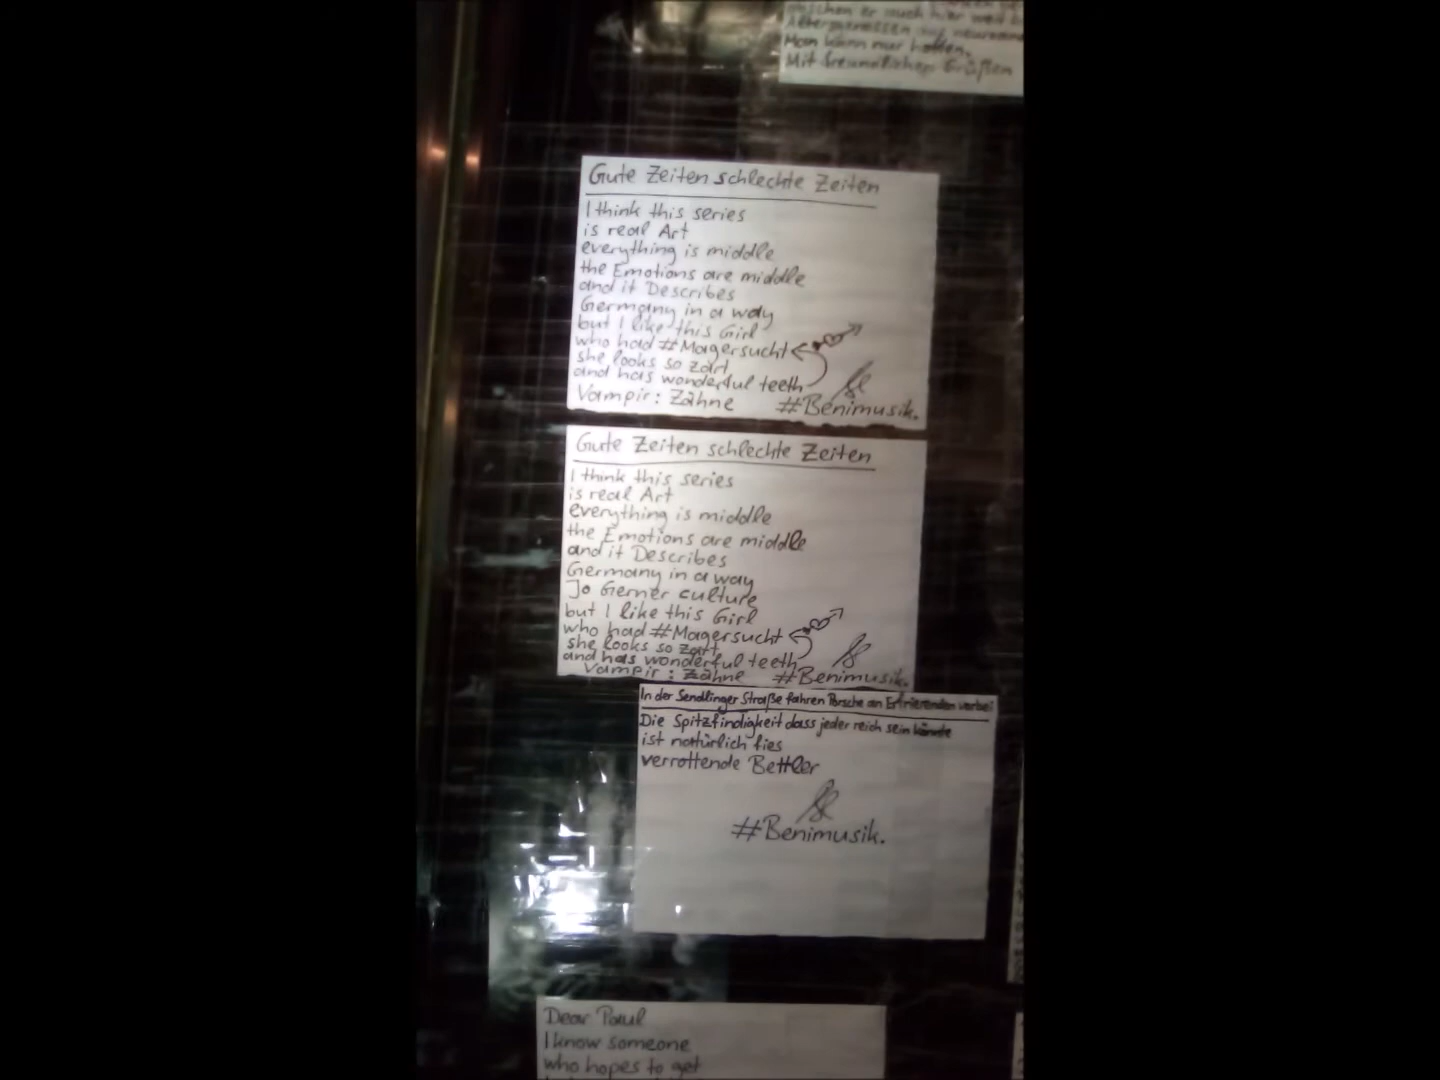 Altersgenossen
Man kann nur hoffen.
Mit freundlichen Grüßen
Gute Zeiten schlechte Zeiten
I think this series
is real Art
everything is middle
the Emotions are middle
and it Describes
Germany in a way
but I like this Girl
who had #Magersucht
she looks so zart
and has wonderful teeth
Vampir: Zähne
#Benimusik.
Gute Zeiten schlechte Zeiten
I think this series
is real Art
everything is middle
the Emotions are middle
and it Describes
Germany in a way
Jo Gerner culture
but I like this Girl
who had #Magersucht
she looks so zart
and has wonderful teeth
Vampir: Zähne
#Benimusik.
In der Sendlinger Straße fahren Porsche an Erfrierenden vorbei
Die Spitzfindigkeit dass jeder reich sein könnte
ist natürlich fies
verrottende Bettler
#Benimusik.
Dear Paul
I know someone
who hopes to get